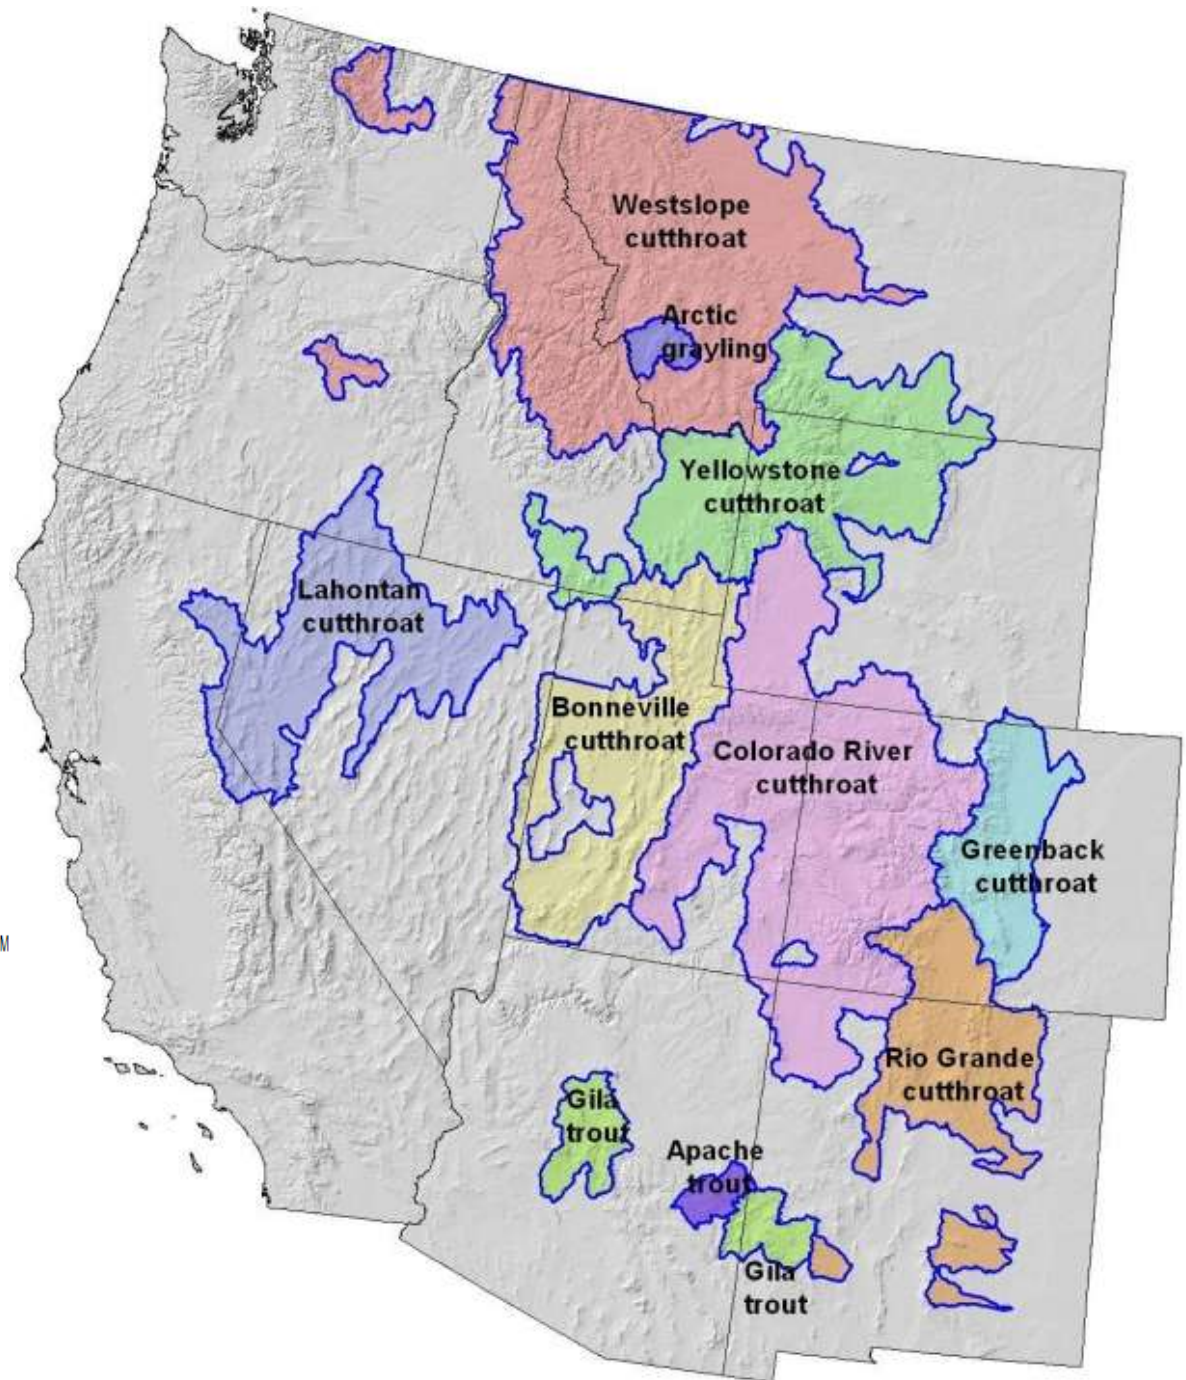 Westslope
cutthroat
Arctic
grayling
Yellowstone
cutthroat
Lahontan
cutthroat
Bonneville
cutthroat
Colorado River
cutthroat
Greenback
cutthroat
M
Rio Grande
cutthroat
Gila
trout
Apache
trout
Gila
trout